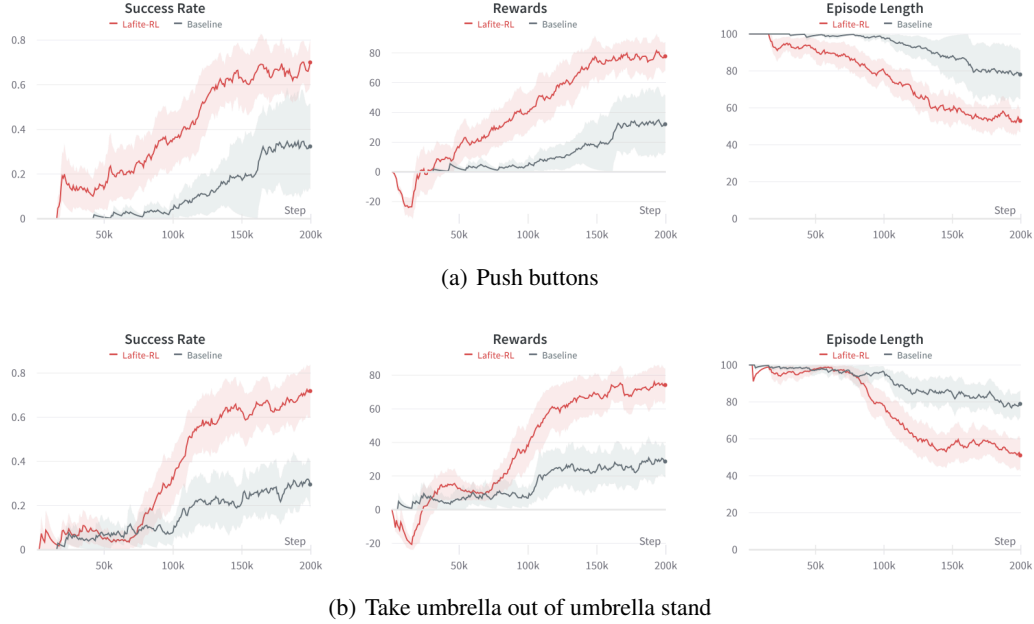 Success Rate
Lafite-RL Baseline
0.8
0.6
0.4
0.2
0
Step
50k 100k 150k 200k
Rewards
Lafite-RL Baseline
80
60
40
20
0
-20
Step
50k 100k 150k 200k
Episode Length
Lafite-RL Baseline
100
80
60
40
20
0
Step
50k 100k 150k 200k
(a) Push buttons
Success Rate
Lafite-RL Baseline
0.8
0.6
0.4
0.2
0
Step
50k 100k 150k 200k
Rewards
Lafite-RL Baseline
80
60
40
20
0
-20
Step
50k 100k 150k 200k
Episode Length
Lafite-RL Baseline
100
80
60
40
20
0
Step
50k 100k 150k 200k
(b) Take umbrella out of umbrella stand